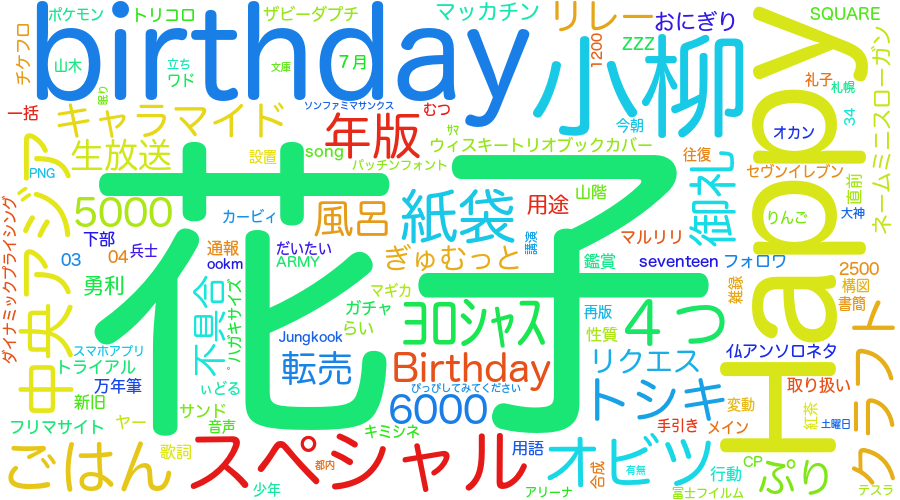 ポケモン
トリコロ
ザビーダプチ
マッカチン
リレー
おにぎり
SQUARE
birthday
チケフロ
山木
立ち
ワド
文庫
7月
zzz
1200
礼子
札幌
34
小柳
Happy
眠り
ソンファミマサンクス
むつ
一括
キャラマイド
年版
サマ
今朝
オカン
ネームミニスローガン
生放送
設置
song
ウィスキートリオブックカバー
往復
セヴンイレブン
パッチンフォント
PNG
中央アジア
花子
山階
御礼
直前
5000
カービィ
風呂
紙袋
用途
りんご
大神
下部
兵士
通報
だいたい
講演
マルリリ
03
04
ookm
ARMY
ぎゅむっと
鑑賞
seventeen
フォロワ
2500
ダイナミックプライシング
勇利
不具合
ハガキサイズ
マギカ
雑録
構図
書簡
ガチャ
ヨロシャス
再版
4つ
らい
性質
Jungkook
仏アンソロネタ
スマホアプリ
トライアル
転売
Birthday
リクエス
万年筆
ぃどる
ぴっぴしてみてください
トシキ
取り扱い
クラフト
新旧
サンド
6000
変動
紅茶
フリマサイト
ヤー
音声
キミシネ
手引き
メイン
土曜日
ごはん
歌詞
スペシャル
用語
オビツ
CP
ぷり
都内
合成
有無
行動
少年
アリーナ
富士フイルム
テスラ